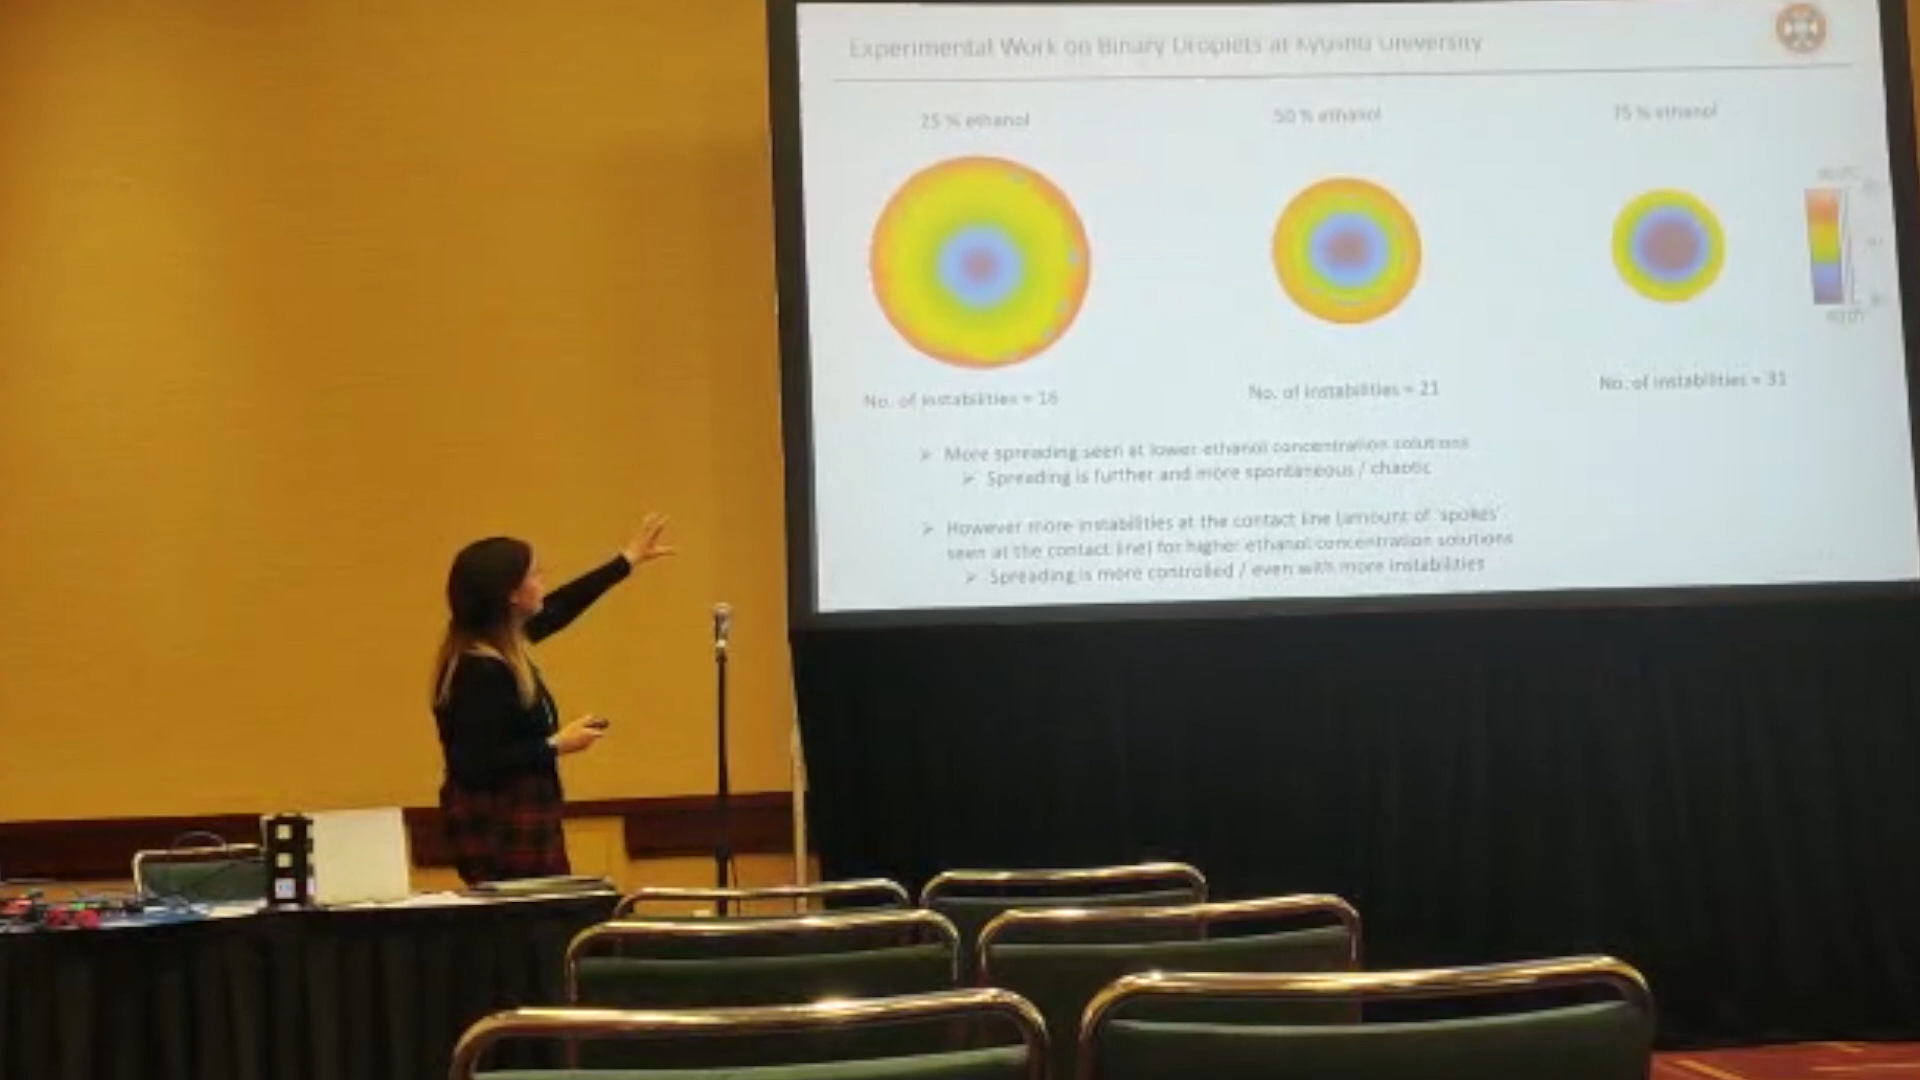 Experimental Work on Binary Droplets at Kyushu University
25 % ethanol
50 % ethanol
75 % ethanol
No. of instabilities = 16
No. of instabilities = 21
No. of instabilities = 31
➢ More spreading seen at lower ethanol concentration solutions
➢ Spreading is further and more spontaneous / chaotic
➢ However more instabilities at the contact line (amount of 'spokes'
seen at the contact line) for higher ethanol concentration solutions
➢ Spreading is more controlled / even with more instabilities